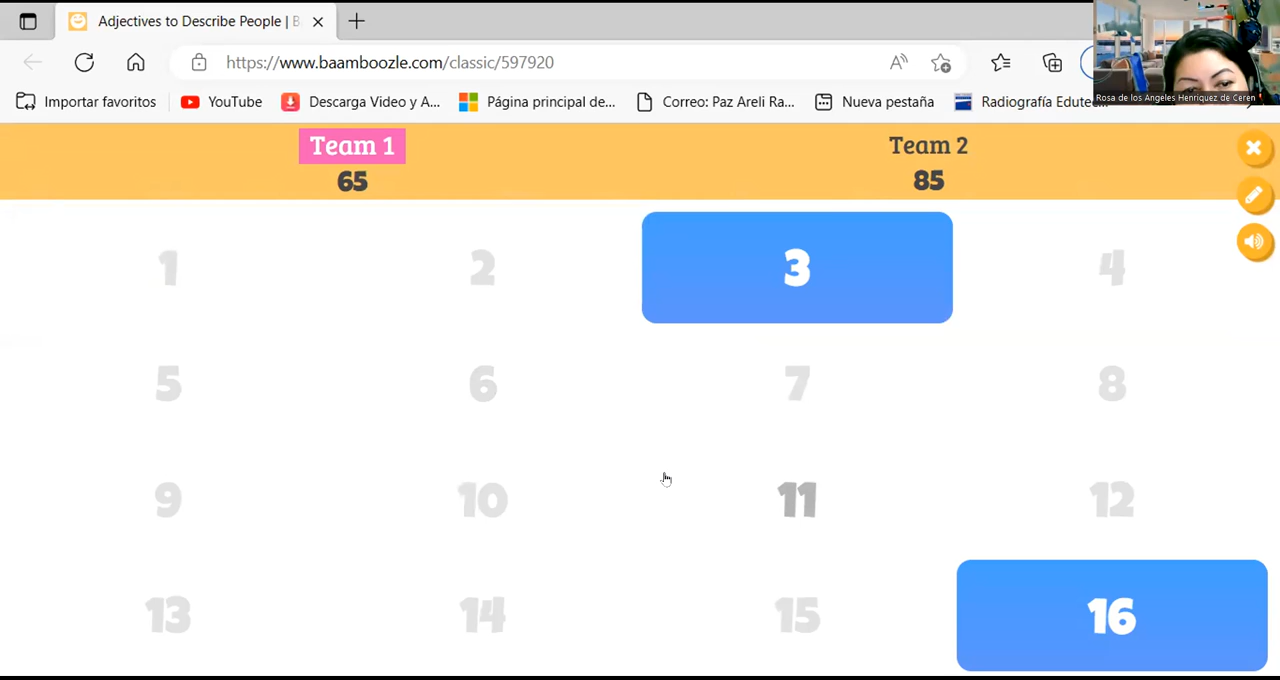 Adjectives to Describe People | B
https://www.baamboozle.com/classic/597920
Importar favoritos YouTube Descarga Video y A... Página principal de... Correo: Paz Areli Ra... Nueva pestaña Radiografía Edutec...
Rosa de los Angeles Henriquez de Ceren
Team 1 Team 2
65 85
1 2 3 4
5 6 7 8
9 10 11 12
13 14 15 16